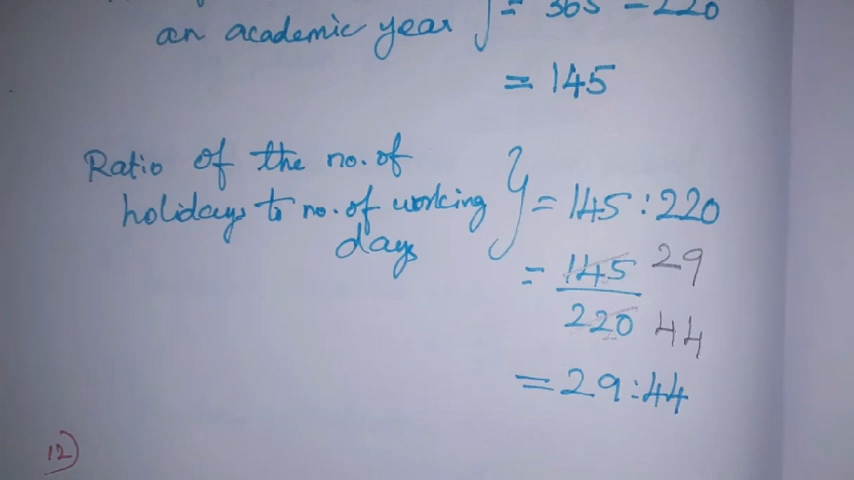 = 365 - 220
an academic year
= 145
Ratio of the no. of
holidays to no. of working
days
} = 145 : 220
= 145/220 29 44
= 29 : 44
12)